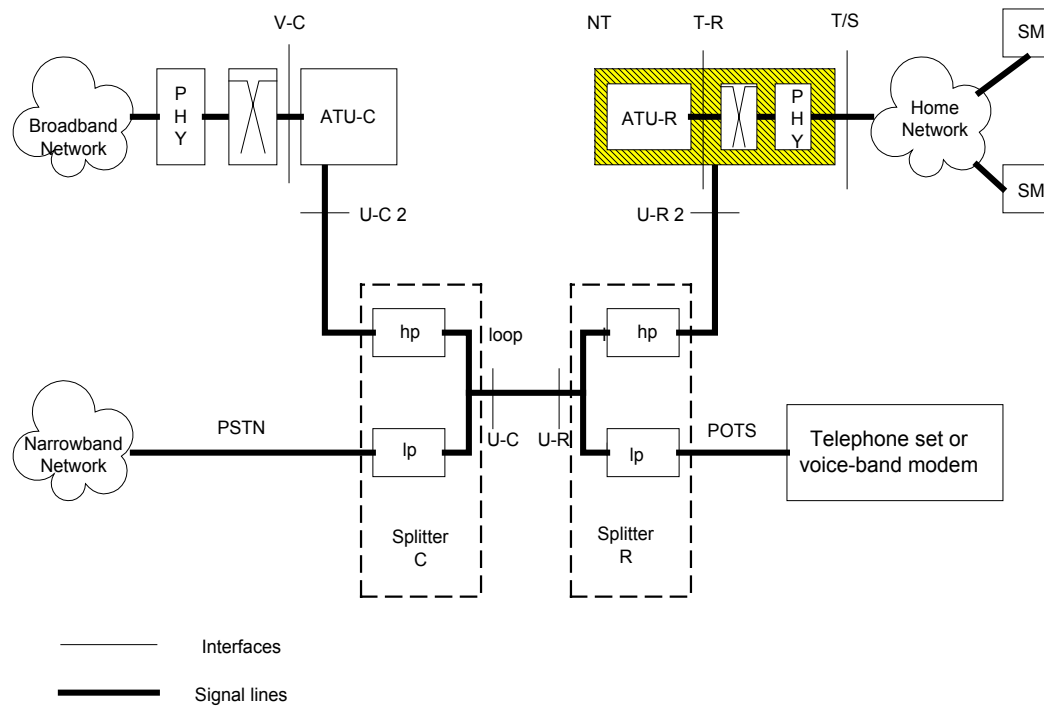 V-C
NT
T-R
T/S
SM
P
H
Y
ATU-C
ATU-R
P
H
Y
Broadband
Network
Home
Network
SM
U-C 2
U-R 2
hp
loop
l
hp
PSTN
U-C
U-R
POTS
Narrowband
Network
lp
lp
Telephone set or
voice-band modem
Splitter
C
Splitter
R
Interfaces
Signal lines